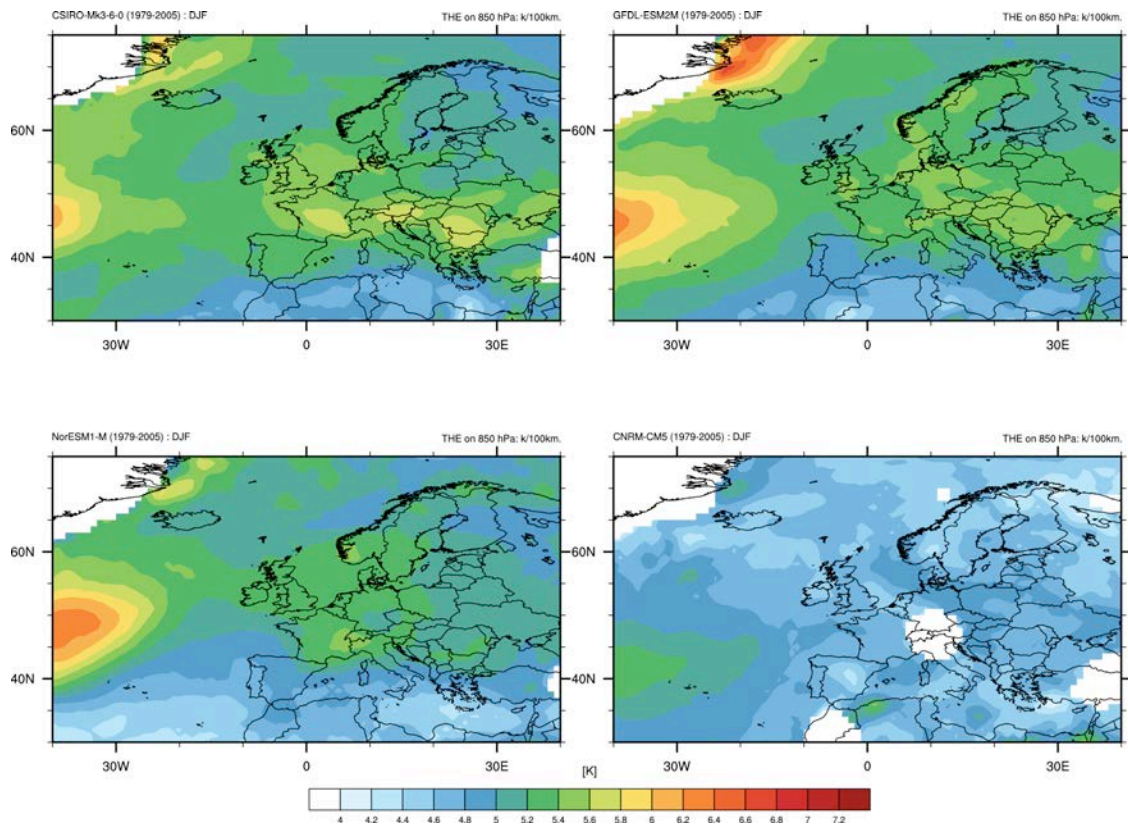 CSIRO-Mk3-6-0 (1979-2005) : DJF THE on 850 hPa: k/100km.
60N
40N
30W 0 30E
GFDL-ESM2M (1979-2005) : DJF THE on 850 hPa: k/100km.
60N
40N
30W 0 30E
NorESM1-M (1979-2005) : DJF THE on 850 hPa: k/100km.
60N
40N
30W 0 30E
CNRM-CM5 (1979-2005) : DJF THE on 850 hPa: k/100km.
60N
40N
30W 0 30E
[K]
4 4.2 4.4 4.6 4.8 5 5.2 5.4 5.6 5.8 6 6.2 6.4 6.6 6.8 7 7.2